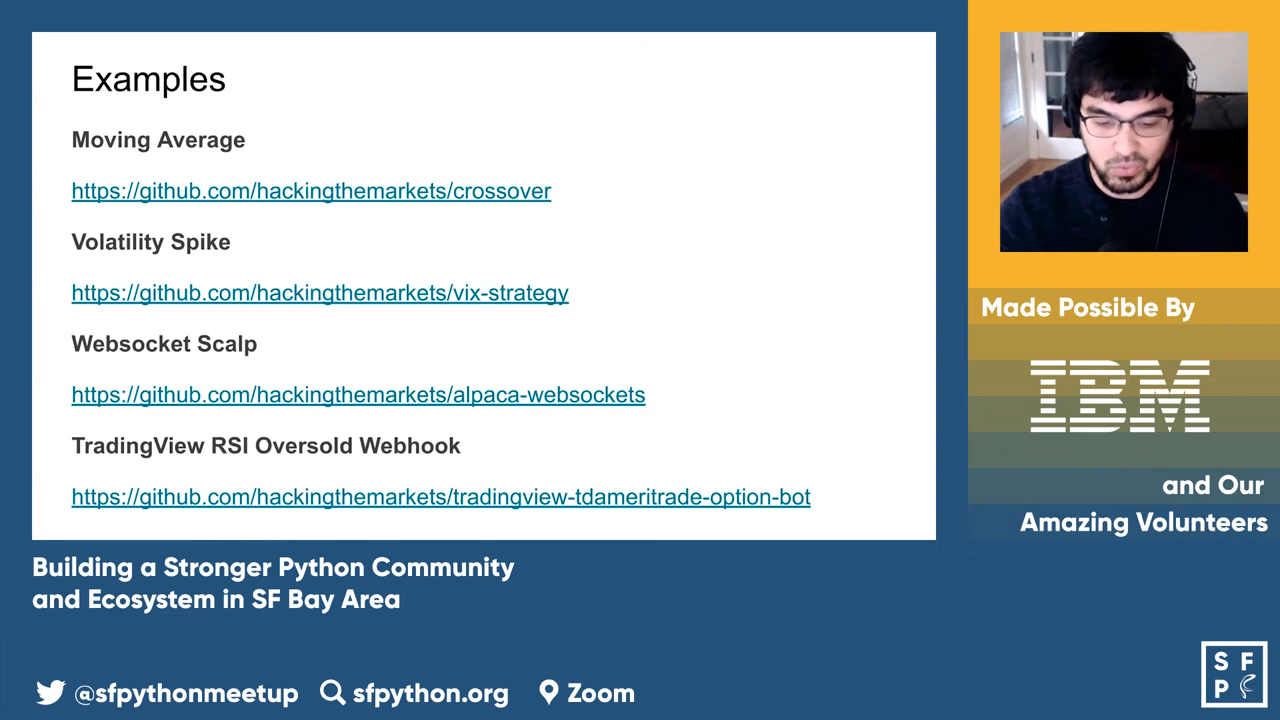 Examples
Moving Average
https://github.com/hackingthemarkets/crossover
Volatility Spike
https://github.com/hackingthemarkets/vix-strategy
Websocket Scalp
https://github.com/hackingthemarkets/alpaca-websockets
TradingView RSI Oversold Webhook
https://github.com/hackingthemarkets/tradingview-tdameritrade-option-bot
Made Possible By
IBM
and Our
Amazing Volunteers
Building a Stronger Python Community
and Ecosystem in SF Bay Area
@sfpythonmeetup sfpython.org Zoom
S F
P